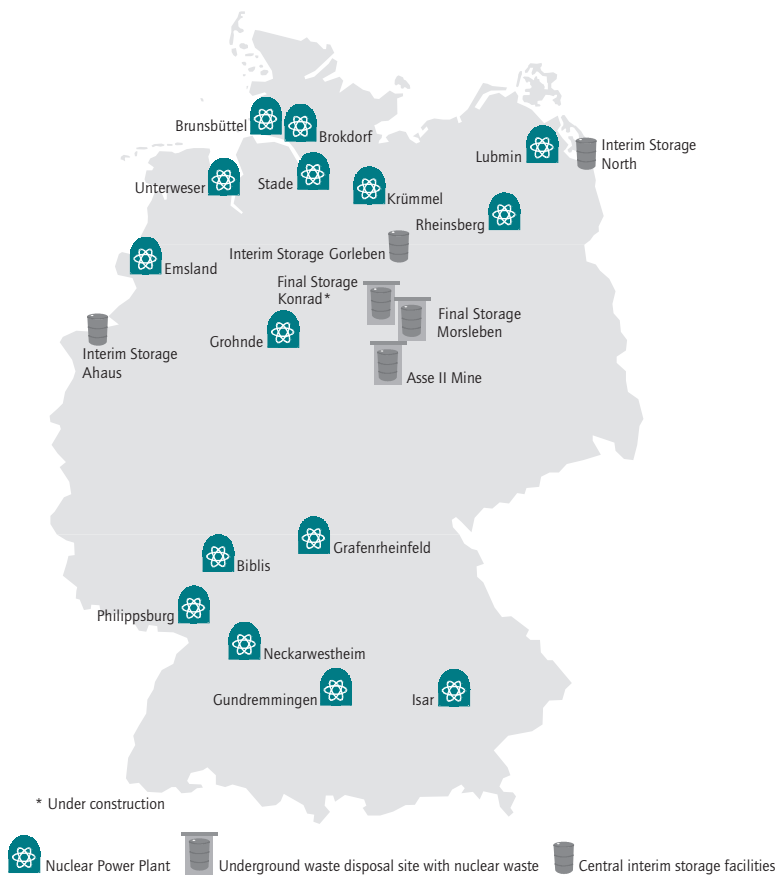 Brunsbüttel
Brokdorf
Lubmin
Interim Storage
North
Unterweser
Stade
Krümmel
Rheinsberg
Interim Storage Gorleben
Emsland
Final Storage
Konrad*
Final Storage
Morsleben
Grohnde
Interim Storage
Ahaus
Asse II Mine
Grafenrheinfeld
Biblis
Philippsburg
Neckarwestheim
Gundremmingen
Isar
* Under construction
Nuclear Power Plant
Underground waste disposal site with nuclear waste
Central interim storage facilities